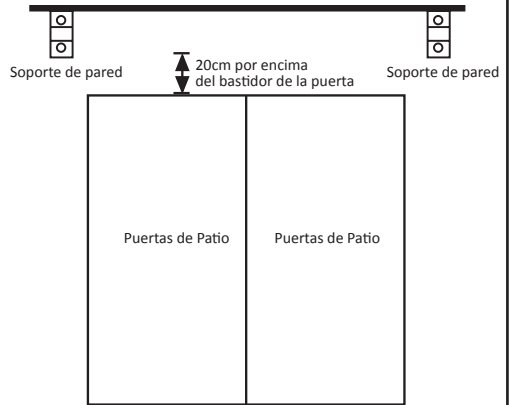 Soporte de pared
20cm por encima
del bastidor de la puerta
Soporte de pared
Puertas de Patio
Puertas de Patio